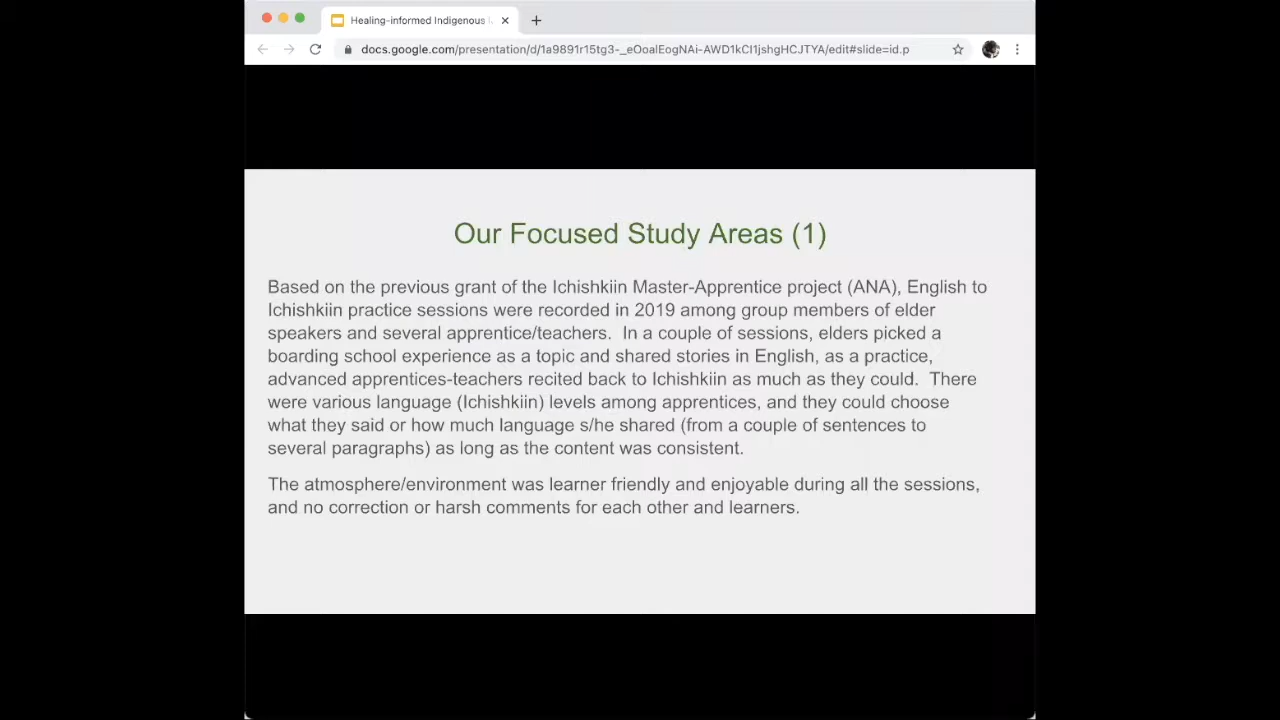 Healing-informed Indigenous
docs.google.com/presentation/d/1a9891r15tg3-_eOoalEogNAi-AWD1kCI1jshgHCJTYA/edit#slide=id.p
Our Focused Study Areas (1)
Based on the previous grant of the Ichishkiin Master-Apprentice project (ANA), English to
Ichishkiin practice sessions were recorded in 2019 among group members of elder
speakers and several apprentice/teachers.  In a couple of sessions, elders picked a
boarding school experience as a topic and shared stories in English, as a practice,
advanced apprentices-teachers recited back to Ichishkiin as much as they could.  There
were various language (Ichishkiin) levels among apprentices, and they could choose
what they said or how much language s/he shared (from a couple of sentences to
several paragraphs) as long as the content was consistent.
The atmosphere/environment was learner friendly and enjoyable during all the sessions,
and no correction or harsh comments for each other and learners.